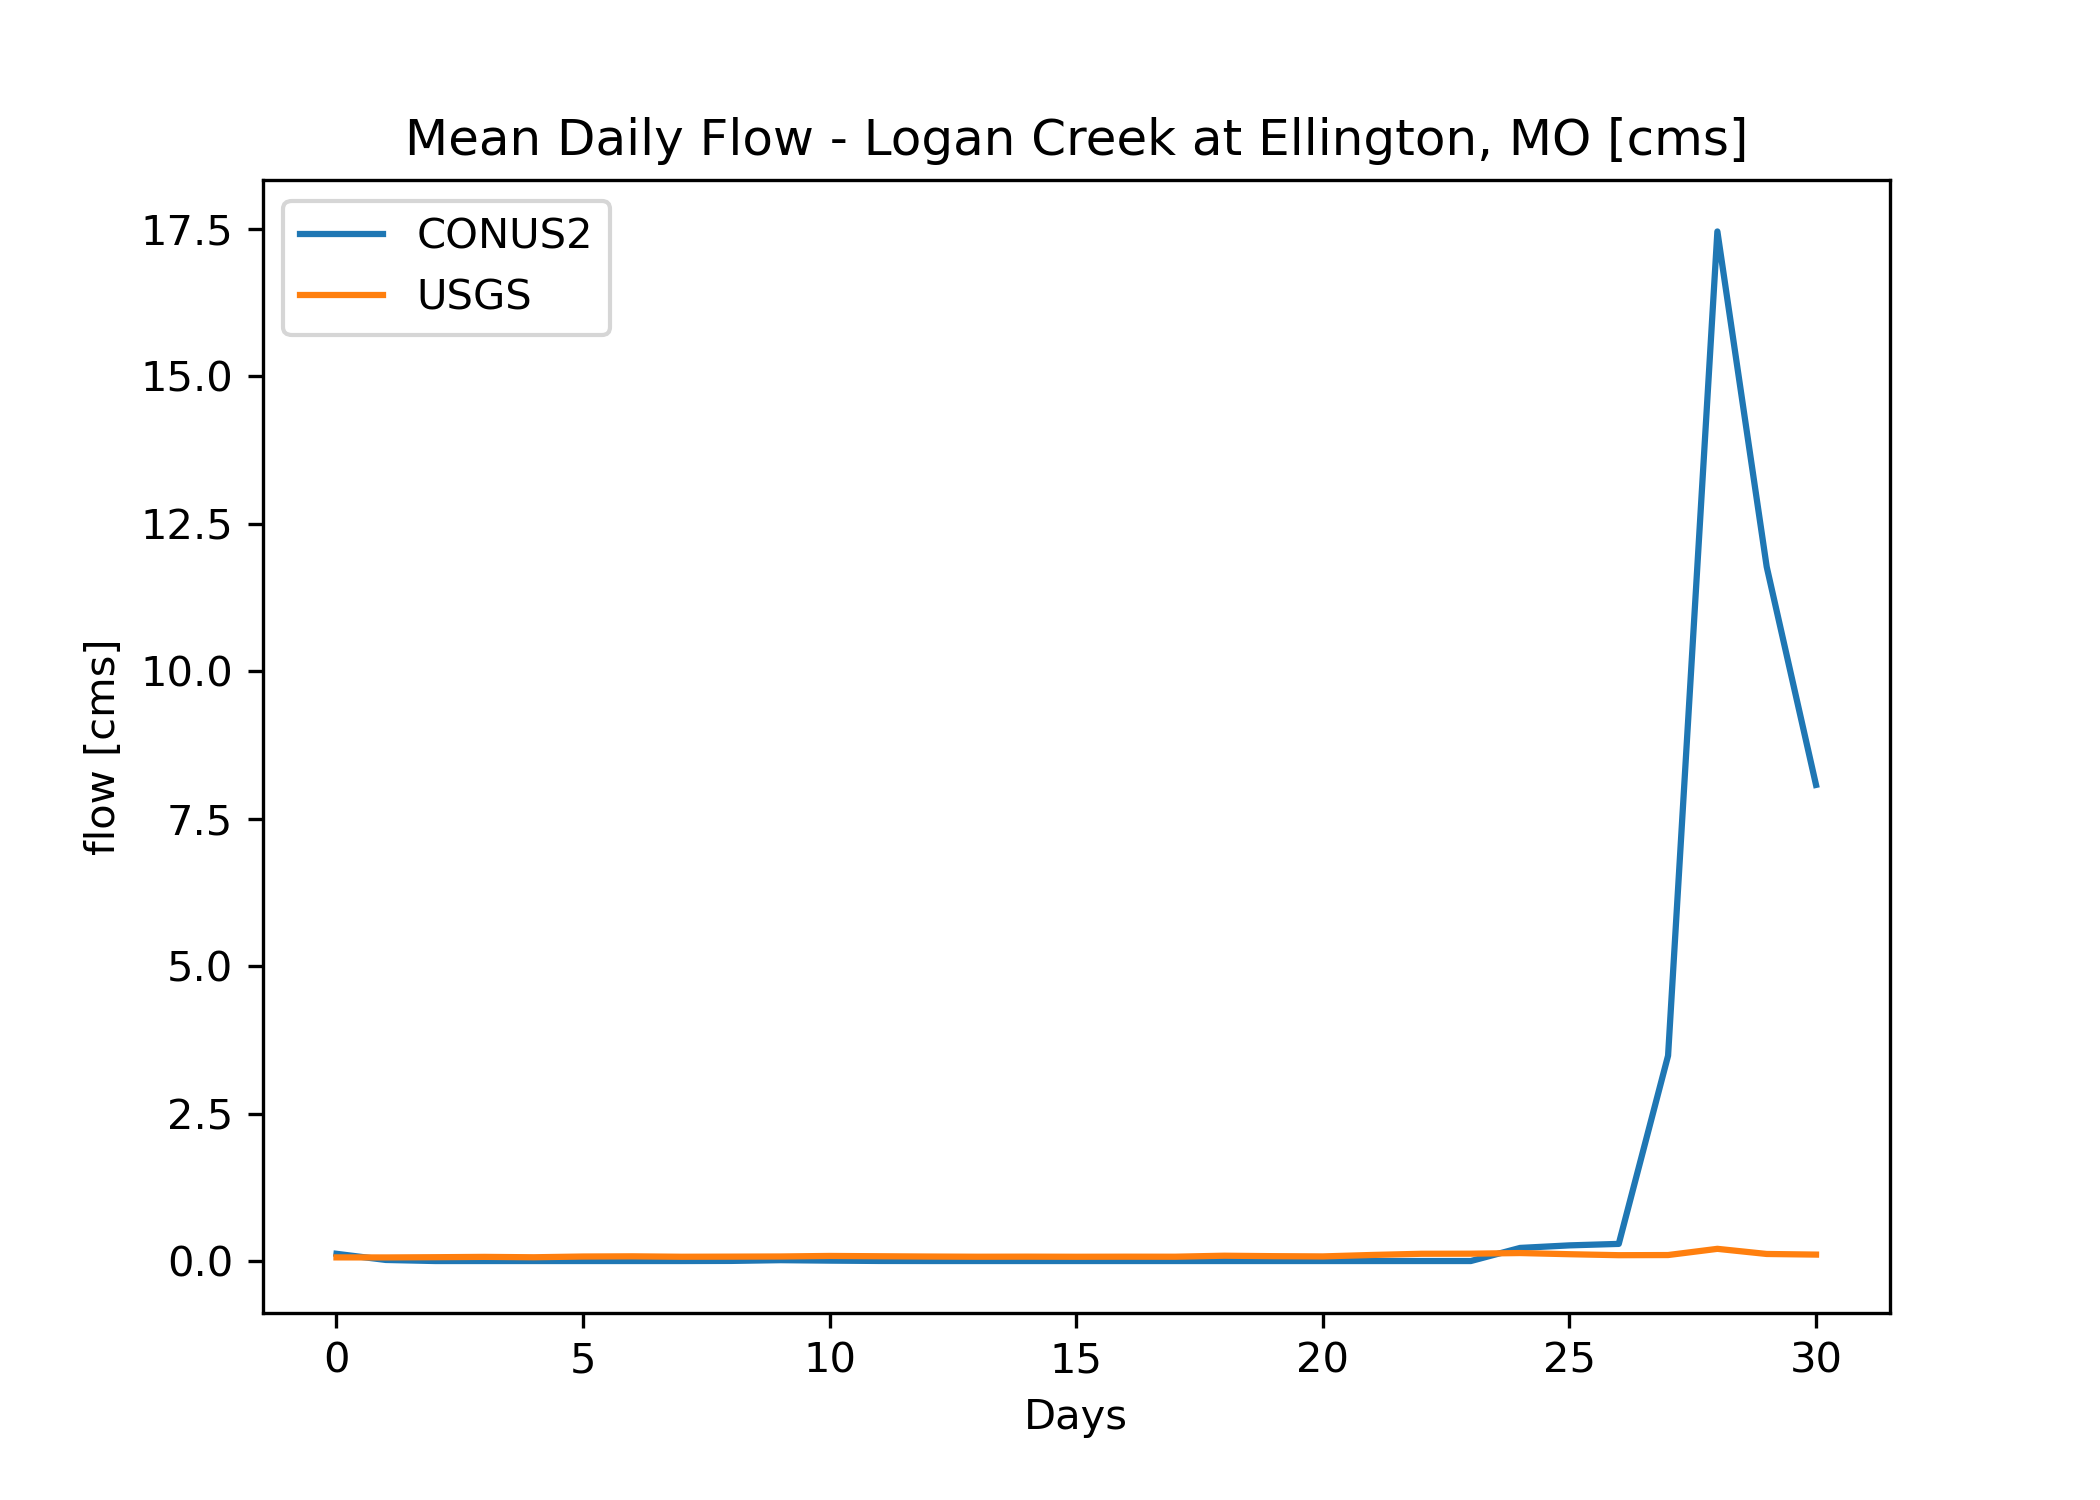 Mean Daily Flow - Logan Creek at Ellington, MO [cms]
CONUS2
USGS
17.5
15.0
12.5
10.0
7.5
5.0
2.5
0.0
flow [cms]
0 5 10 15 20 25 30
Days